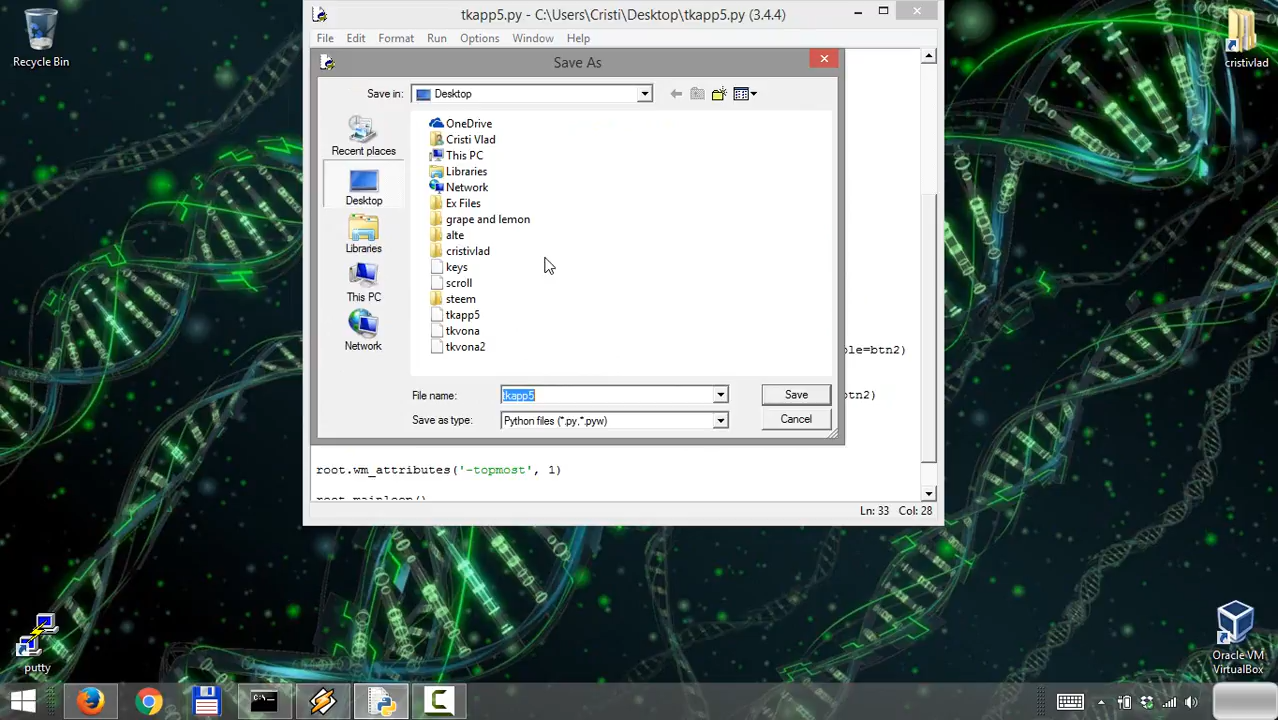 Recycle Bin
cristivlad
putty
Oracle VM
VirtualBox
tkapp5.py - C:\Users\Cristi\Desktop\tkapp5.py (3.4.4)
File Edit Format Run Options Window Help
Save As
Save in: Desktop
Recent places
Desktop
Libraries
This PC
Network
OneDrive
Cristi Vlad
This PC
Libraries
Network
Ex Files
grape and lemon
alte
cristivlad
keys
scroll
steem
tkapp5
tkvona
tkvona2
File name: tkapp5 Save
Save as type: Python files (*.py,*.pyw) Cancel
ble=btn2)
otn2)
root.wm_attributes('-topmost', 1)
root.mainloop()
Ln: 33 Col: 28
C:\.